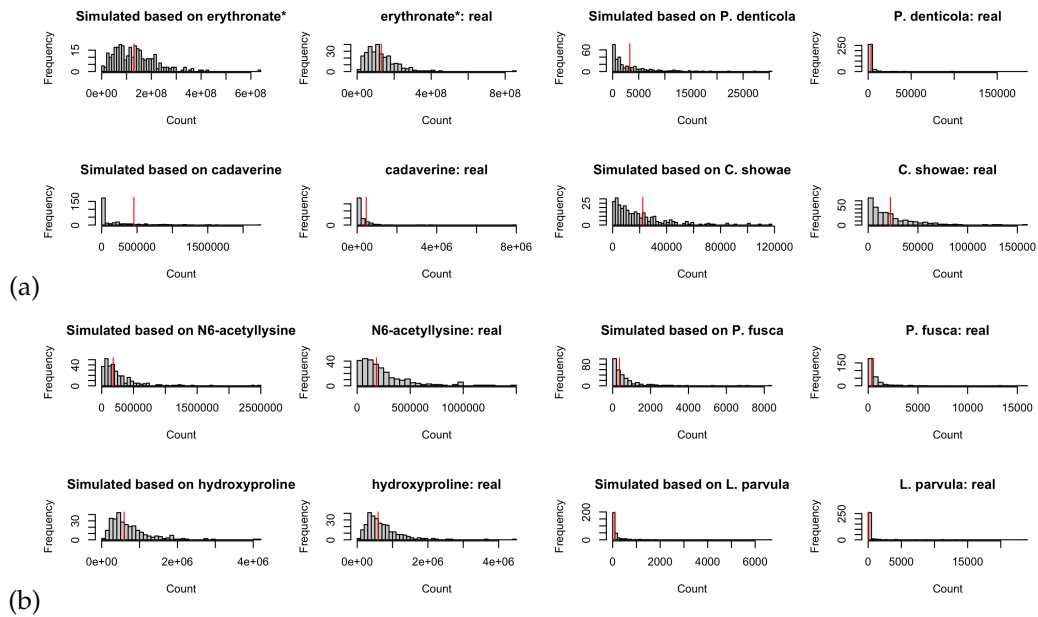 Simulated based on erythronate*
Frequency
0 15
0e+00 2e+08 4e+08 6e+08
Count
erythronate*: real
Frequency
0 30
0e+00 4e+08 8e+08
Count
Simulated based on P. denticola
Frequency
0 60
0 5000 15000 25000
Count
P. denticola: real
Frequency
0 250
0 50000 150000
Count
Simulated based on cadaverine
Frequency
0 150
0 500000 1500000
Count
cadaverine: real
Frequency
0
0e+00 4e+06 8e+06
Count
Simulated based on C. showae
Frequency
0 25
0 20000 40000 60000 80000 120000
Count
C. showae: real
Frequency
0 50
0 50000 100000 150000
Count
(a)
Simulated based on N6-acetyllysine
Frequency
0 40
0 500000 1500000 2500000
Count
N6-acetyllysine: real
Frequency
0 40
0 500000 1000000
Count
Simulated based on P. fusca
Frequency
0 80
0 2000 4000 6000 8000
Count
P. fusca: real
Frequency
0 150
0 5000 10000 15000
Count
Simulated based on hydroxyproline
Frequency
0 30
0e+00 2e+06 4e+06
Count
hydroxyproline: real
Frequency
0 30
0e+00 2e+06 4e+06
Count
Simulated based on L. parvula
Frequency
0 200
0 2000 4000 6000
Count
L. parvula: real
Frequency
0 250
0 5000 15000
Count
(b)